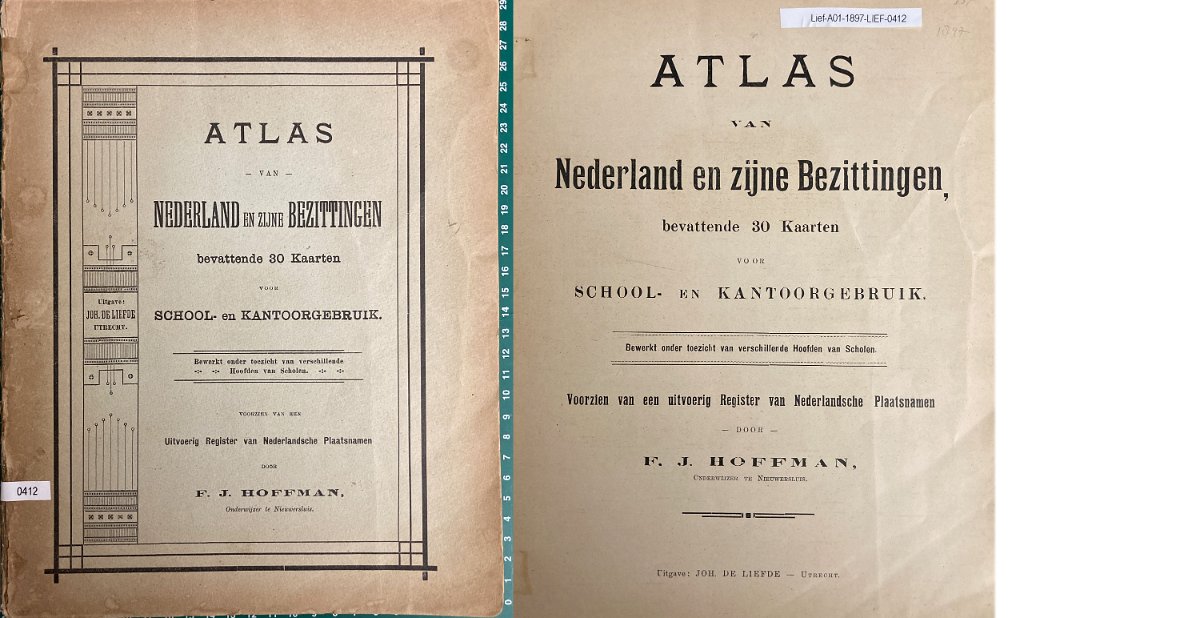 ATLAS
— VAN —
NEDERLAND EN ZIJNE BEZITTINGEN
bevattende 30 Kaarten
VOOR
SCHOOL- en KANTOORGEBRUIK.
Bewerkt onder toezicht van verschillende
Hoofden van Scholen.
VOORZIEN VAN EEN
Uitvoerig Register van Nederlandsche Plaatsnamen
DOOR
F. J. HOFFMAN,
Onderwijzer te Nieuwersluis.
Uitgave:
JOH. DE LIEFDE
UTRECHT.
0412
29
28
27
26
25
24
23
22
21
20
19
18
17
16
15
14
13
12
11
10
9
8
7
6
5
4
3
2
1
0
Lief-A01-1897-LIEF-0412
1897
ATLAS
VAN
Nederland en zijne Bezittingen,
bevattende 30 Kaarten
VOOR
SCHOOL- EN KANTOORGEBRUIK.
Bewerkt onder toezicht van verschillende Hoofden van Scholen.
Voorzien van een uitvoerig Register van Nederlandsche Plaatsnamen
— DOOR —
F. J. HOFFMAN,
ONDERWIJZER TE NIEUWERSLUIS.
Uitgave: JOH. DE LIEFDE — UTRECHT.